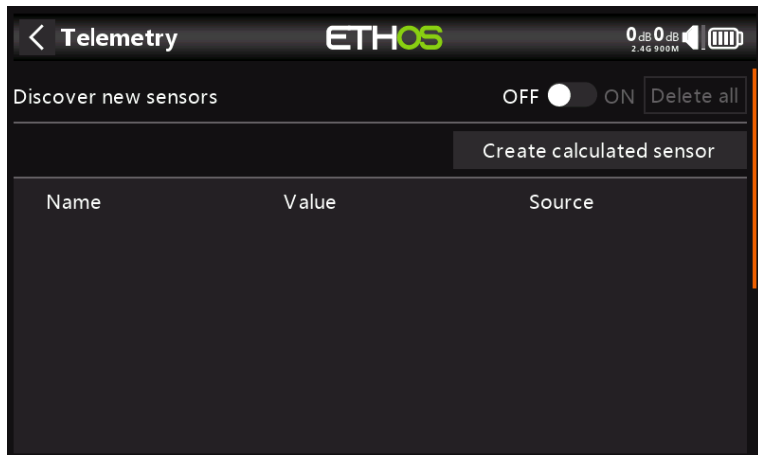 Telemetry ETHOS 0dB 0dB
2.4G 900M
Discover new sensors OFF ON Delete all
Create calculated sensor
Name Value Source